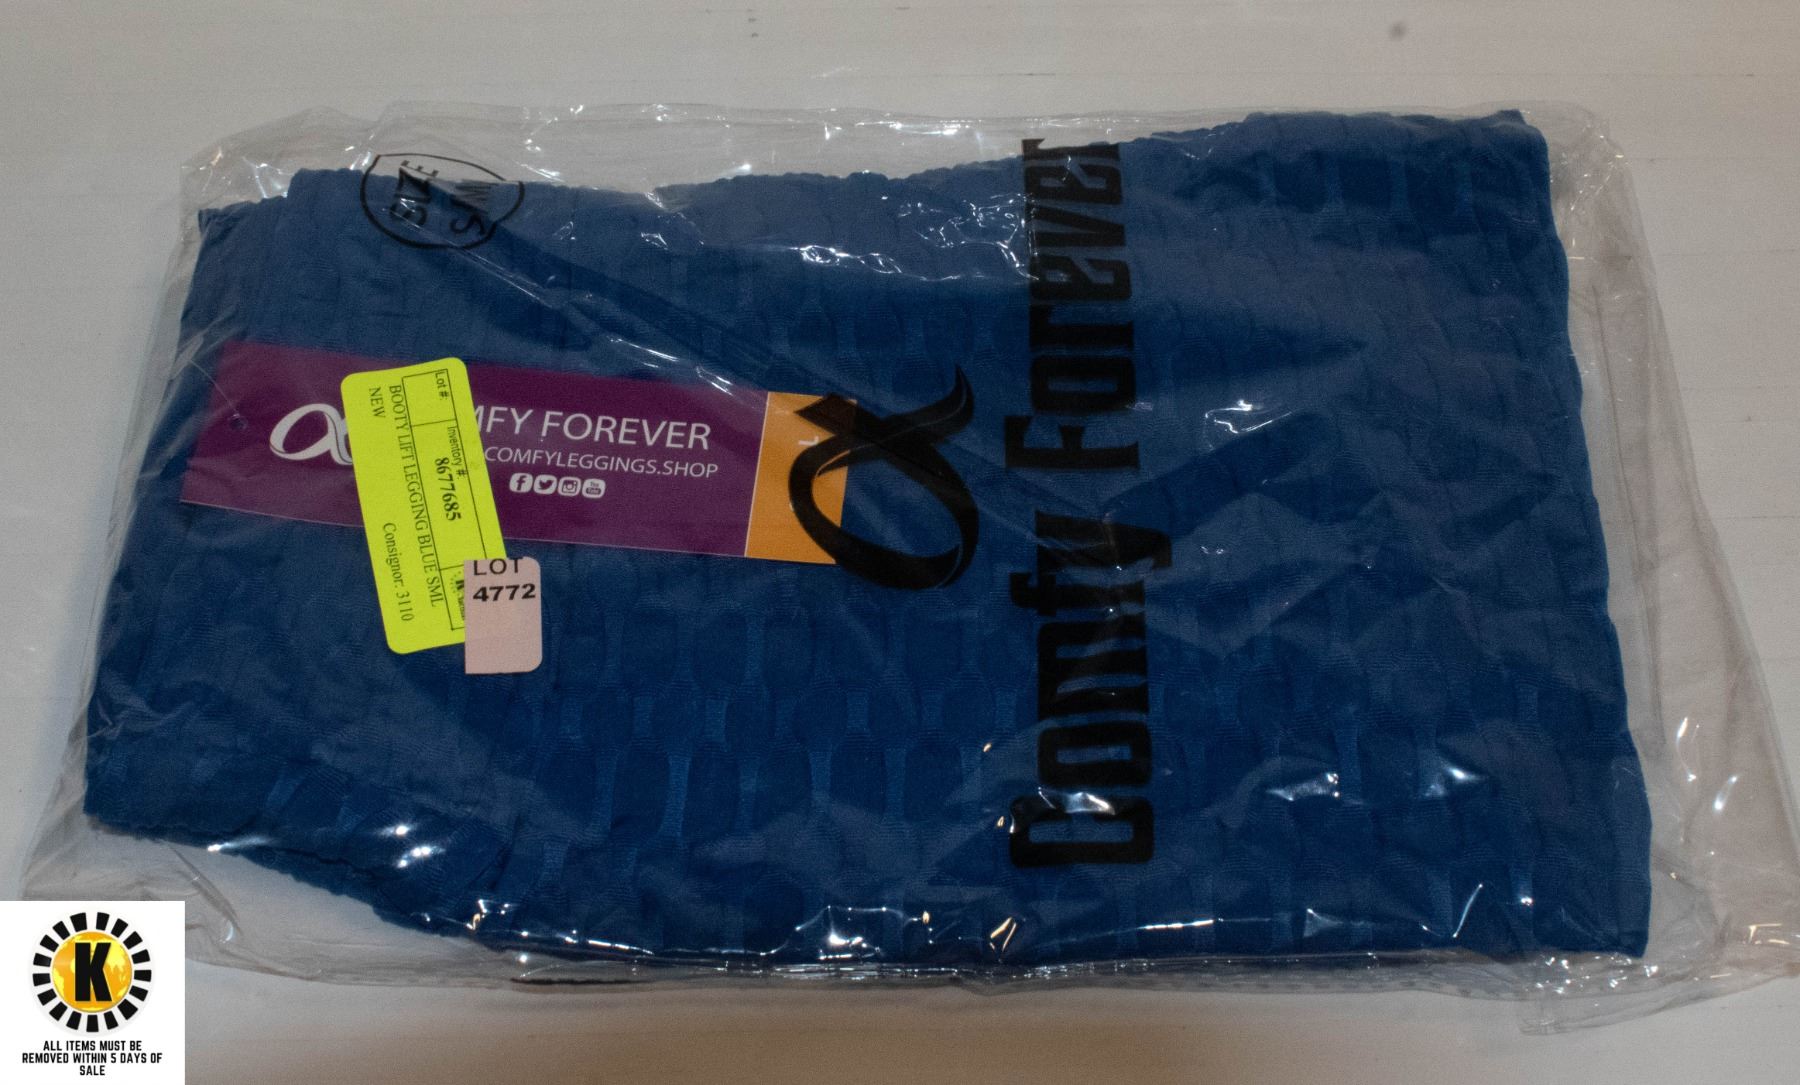 SIZE
SML
Comfy Forever
MFY FOREVER
COMFYLEGGINGS.SHOP
L
Lot #:
Inventory #:
8677685
BOOTY LIFT LEGGING BLUE SML
NEW
Consignor: 3110
LOT
4772
K
ALL ITEMS MUST BE
REMOVED WITHIN 5 DAYS OF
SALE